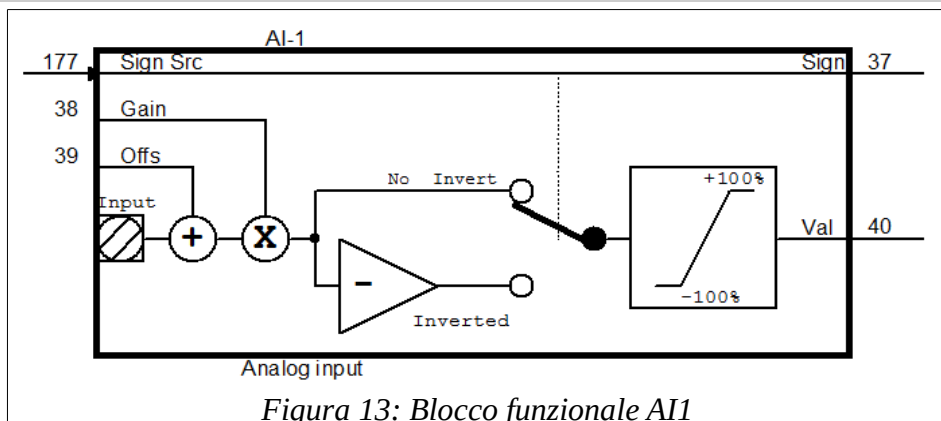 AI-1
177 Sign Src Sign 37
38 Gain
39 Offs
No Invert +100%
Input
+ X Val 40
-
-100%
Inverted
Analog input
Figura 13: Blocco funzionale AI1